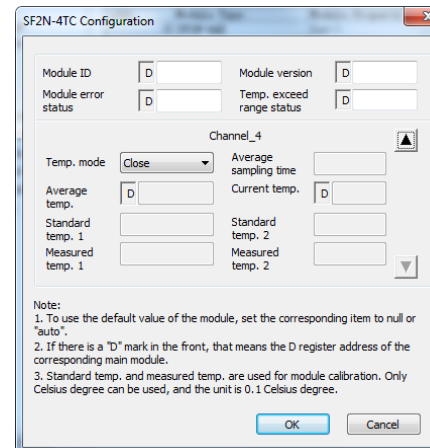 SF2N-4TC Configuration
Module ID D Module version D
Module error status D Temp. exceed range status D
Channel_4
Temp. mode Close Average sampling time
Average temp. D Current temp. D
Standard temp. 1 Standard temp. 2
Measured temp. 1 Measured temp. 2
Note:
1. To use the default value of the module, set the corresponding item to null or
"auto".
2. If there is a "D" mark in the front, that means the D register address of the
corresponding main module.
3. Standard temp. and measured temp. are used for module calibration. Only
Celsius degree can be used, and the unit is 0.1 Celsius degree.
OK Cancel